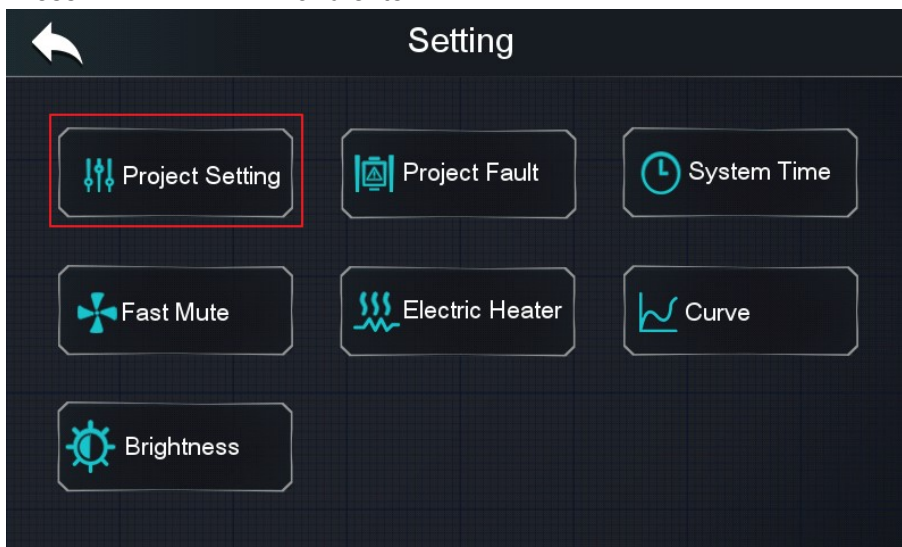 Setting
Project Setting
Project Fault
System Time
Fast Mute
Electric Heater
Curve
Brightness